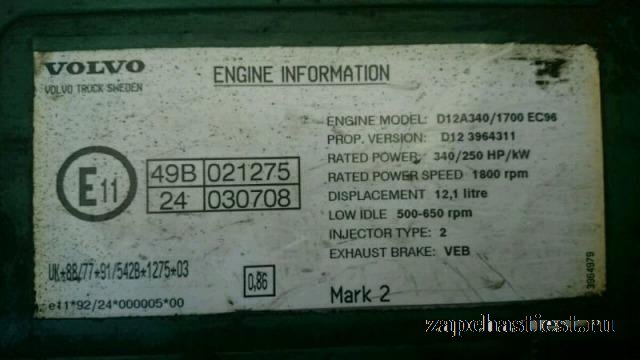 VOLVO
VOLVO TRUCK SWEDEN
ENGINE INFORMATION
ENGINE MODEL: D12A340/1700 EC96
PROP. VERSION: D12 3964311
RATED POWER: 340/250 HP/kW
RATED POWER SPEED 1800 rpm
DISPLACEMENT 12,1 litre
LOW IDLE 500-650 rpm
INJECTOR TYPE: 2
EXHAUST BRAKE: VEB
E11
49B 021275
24 030708
UK*88/77*91/542B*1275*03
0,86
Mark 2
e11*92/24*000005*00
3964979
zapchastiest.ru